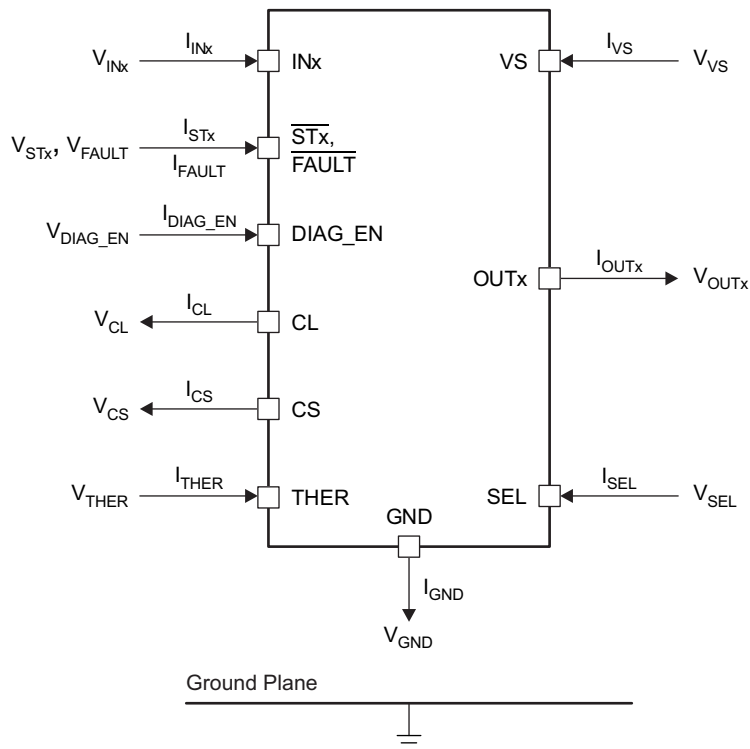 V_INx I_INx INx VS I_VS V_VS
V_STx, V_FAULT I_STx I_FAULT STx, FAULT
V_DIAG_EN I_DIAG_EN DIAG_EN
OUTx I_OUTx V_OUTx
V_CL I_CL CL
V_CS I_CS CS
V_THER I_THER THER SEL I_SEL V_SEL
GND
I_GND
V_GND
Ground Plane